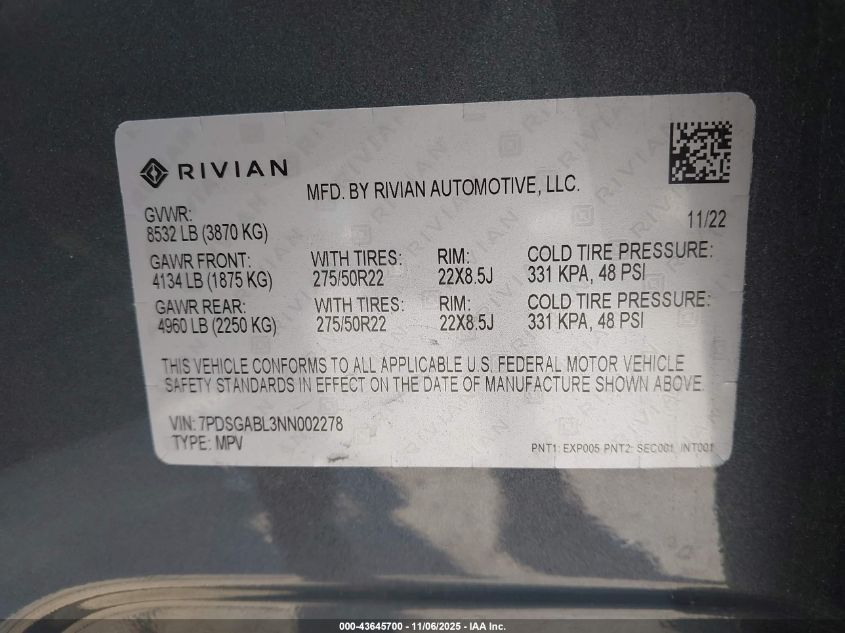 RIVIAN
MFD. BY RIVIAN AUTOMOTIVE, LLC.
GVWR:
8532 LB (3870 KG)
11/22
GAWR FRONT: WITH TIRES: RIM: COLD TIRE PRESSURE:
4134 LB (1875 KG) 275/50R22 22X8.5J 331 KPA, 48 PSI
GAWR REAR: WITH TIRES: RIM: COLD TIRE PRESSURE:
4960 LB (2250 KG) 275/50R22 22X8.5J 331 KPA, 48 PSI
THIS VEHICLE CONFORMS TO ALL APPLICABLE U.S. FEDERAL MOTOR VEHICLE
SAFETY STANDARDS IN EFFECT ON THE DATE OF MANUFACTURE SHOWN ABOVE.
VIN: 7PDSGABL3NN002278
TYPE: MPV
PNT1: EXP005 PNT2: SEC001 INT001
000-43645700 - 11/06/2025 - IAA Inc.